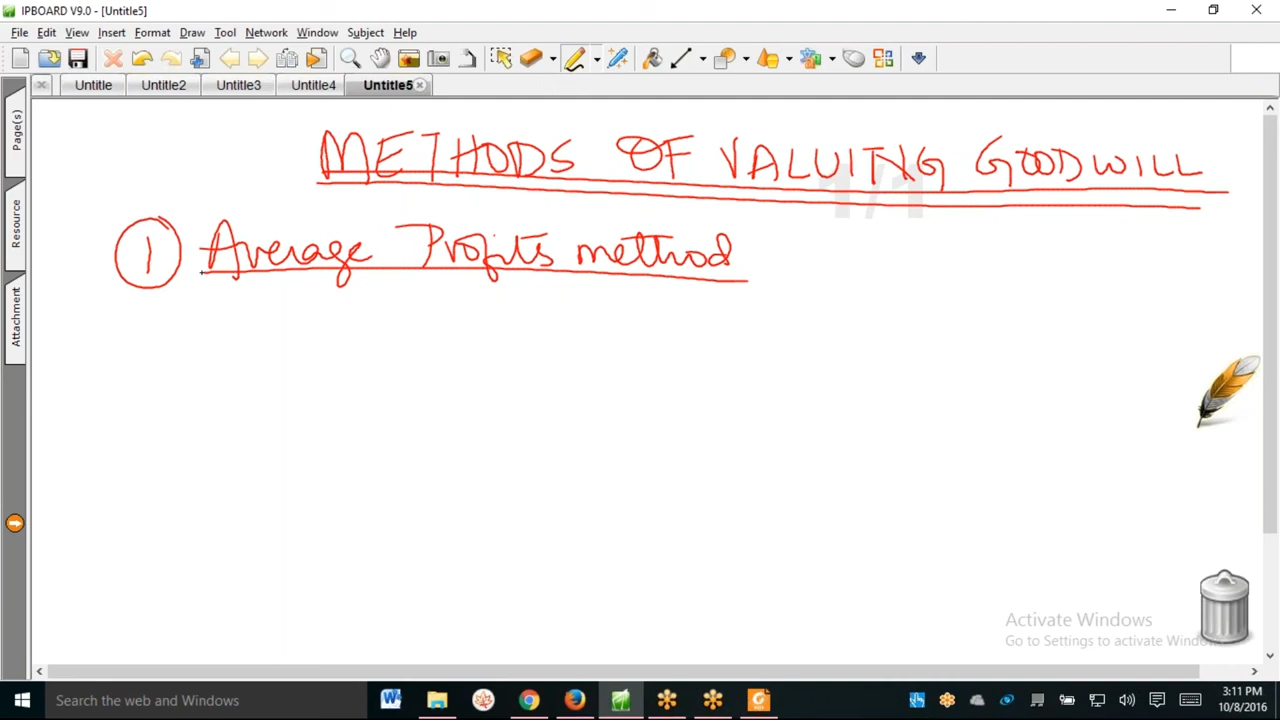 IPBOARD V9.0 - [Untitle5]
File Edit View Insert Format Draw Tool Network Window Subject Help
Untitle Untitle2 Untitle3 Untitle4 Untitle5
Page(s)
Resource
Attachment
METHODS OF VALUING GOODWILL
1/1
1 Average Profits method
Activate Windows
Go to Settings to activate Windows
Search the web and Windows
3:11 PM
10/8/2016